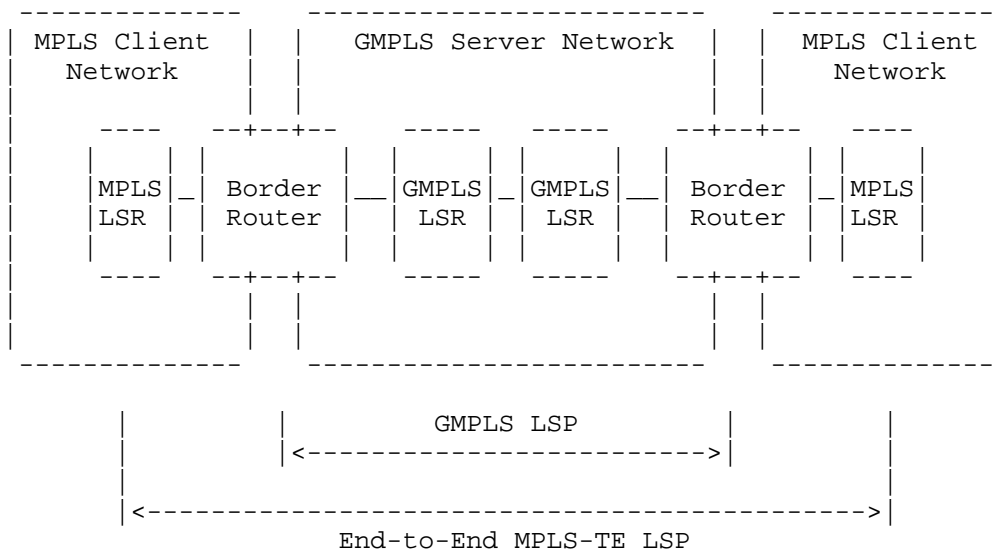 MPLS Client GMPLS Server Network MPLS Client
Network Network
MPLS Border GMPLS GMPLS Border MPLS
LSR Router LSR LSR Router LSR
GMPLS LSP
End-to-End MPLS-TE LSP